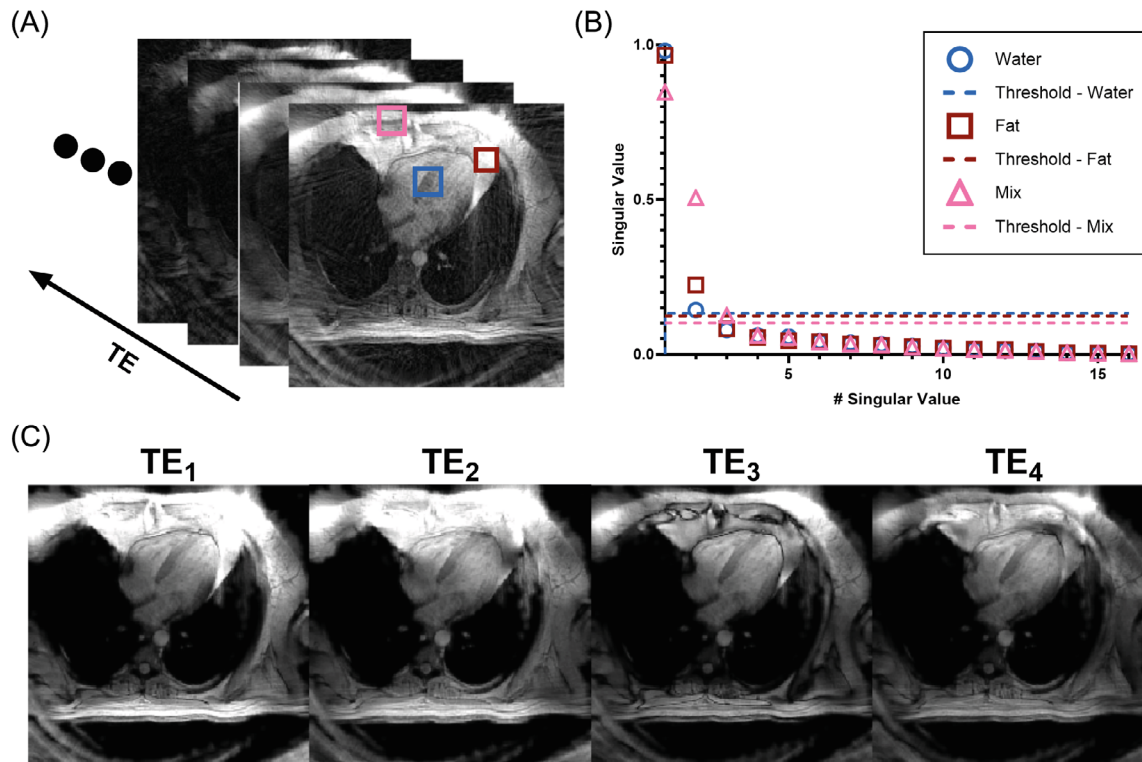 (A)
TE
(B)
1.0
0.5
0.0
Singular Value
5
10
15
# Singular Value
Water
Threshold - Water
Fat
Threshold - Fat
Mix
Threshold - Mix
(C)
TE₁ TE₂ TE₃ TE₄